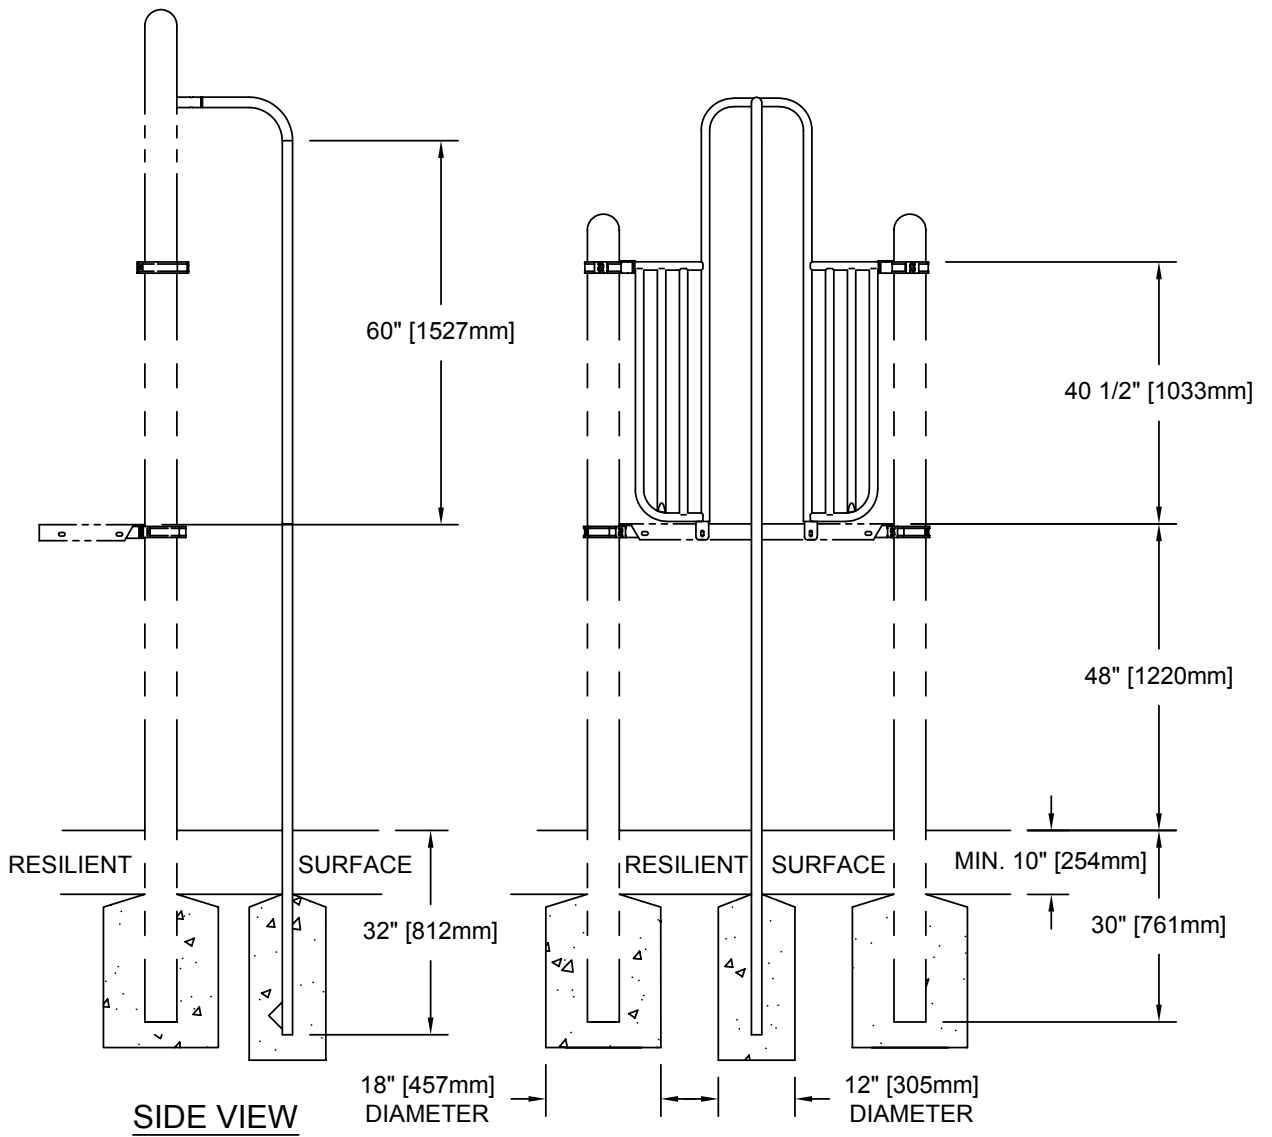 60" [1527mm]
40 1/2" [1033mm]
48" [1220mm]
RESILIENT SURFACE
RESILIENT SURFACE
MIN. 10" [254mm]
32" [812mm]
30" [761mm]
18" [457mm]
DIAMETER
12" [305mm]
DIAMETER
SIDE VIEW